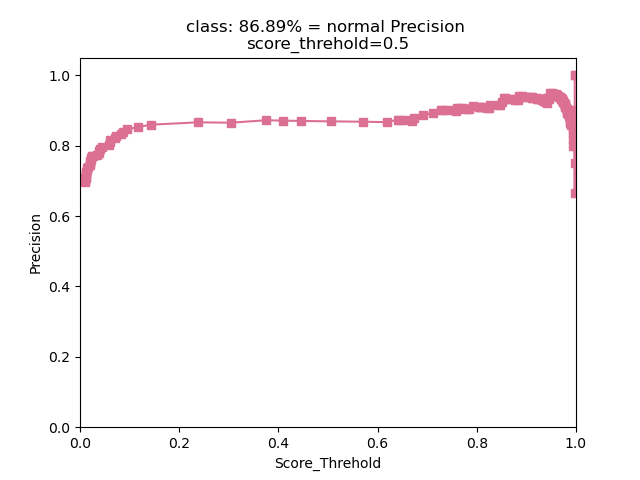 class: 86.89% = normal Precision
score_threhold=0.5
1.0
0.8
0.6
0.4
0.2
0.0
Precision
0.0 0.2 0.4 0.6 0.8 1.0
Score_Threhold